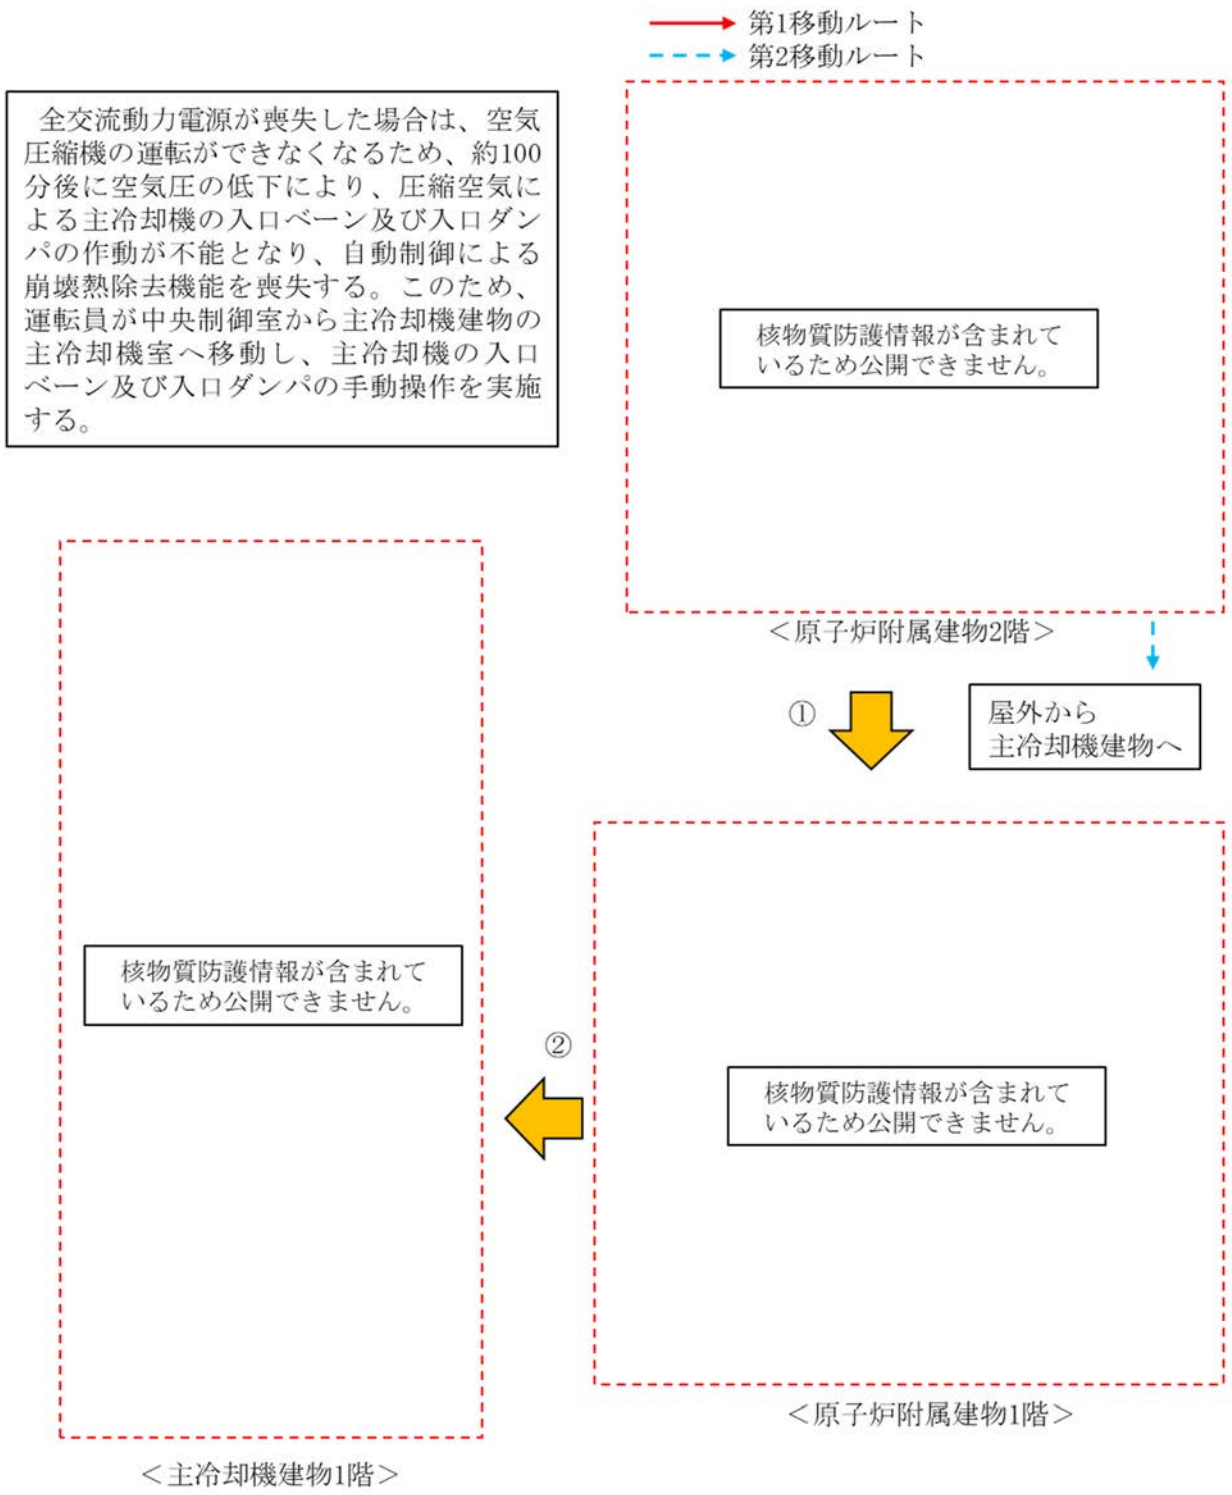 第1移動ルート
第2移動ルート
全交流動力電源が喪失した場合は、空気
圧縮機の運転ができなくなるため、約100
分後に空気圧の低下により、圧縮空気に
よる主冷却機の入口ベーン及び入口ダン
パの作動が不能となり、自動制御による
崩壊熱除去機能を喪失する。このため、
運転員が中央制御室から主冷却機建物の
主冷却機室へ移動し、主冷却機の入口
ベーン及び入口ダンパの手動操作を実施
する。
核物質防護情報が含まれて
いるため公開できません。
＜原子炉附属建物2階＞
①
屋外から
主冷却機建物へ
核物質防護情報が含まれて
いるため公開できません。
②
核物質防護情報が含まれて
いるため公開できません。
＜原子炉附属建物1階＞
＜主冷却機建物1階＞